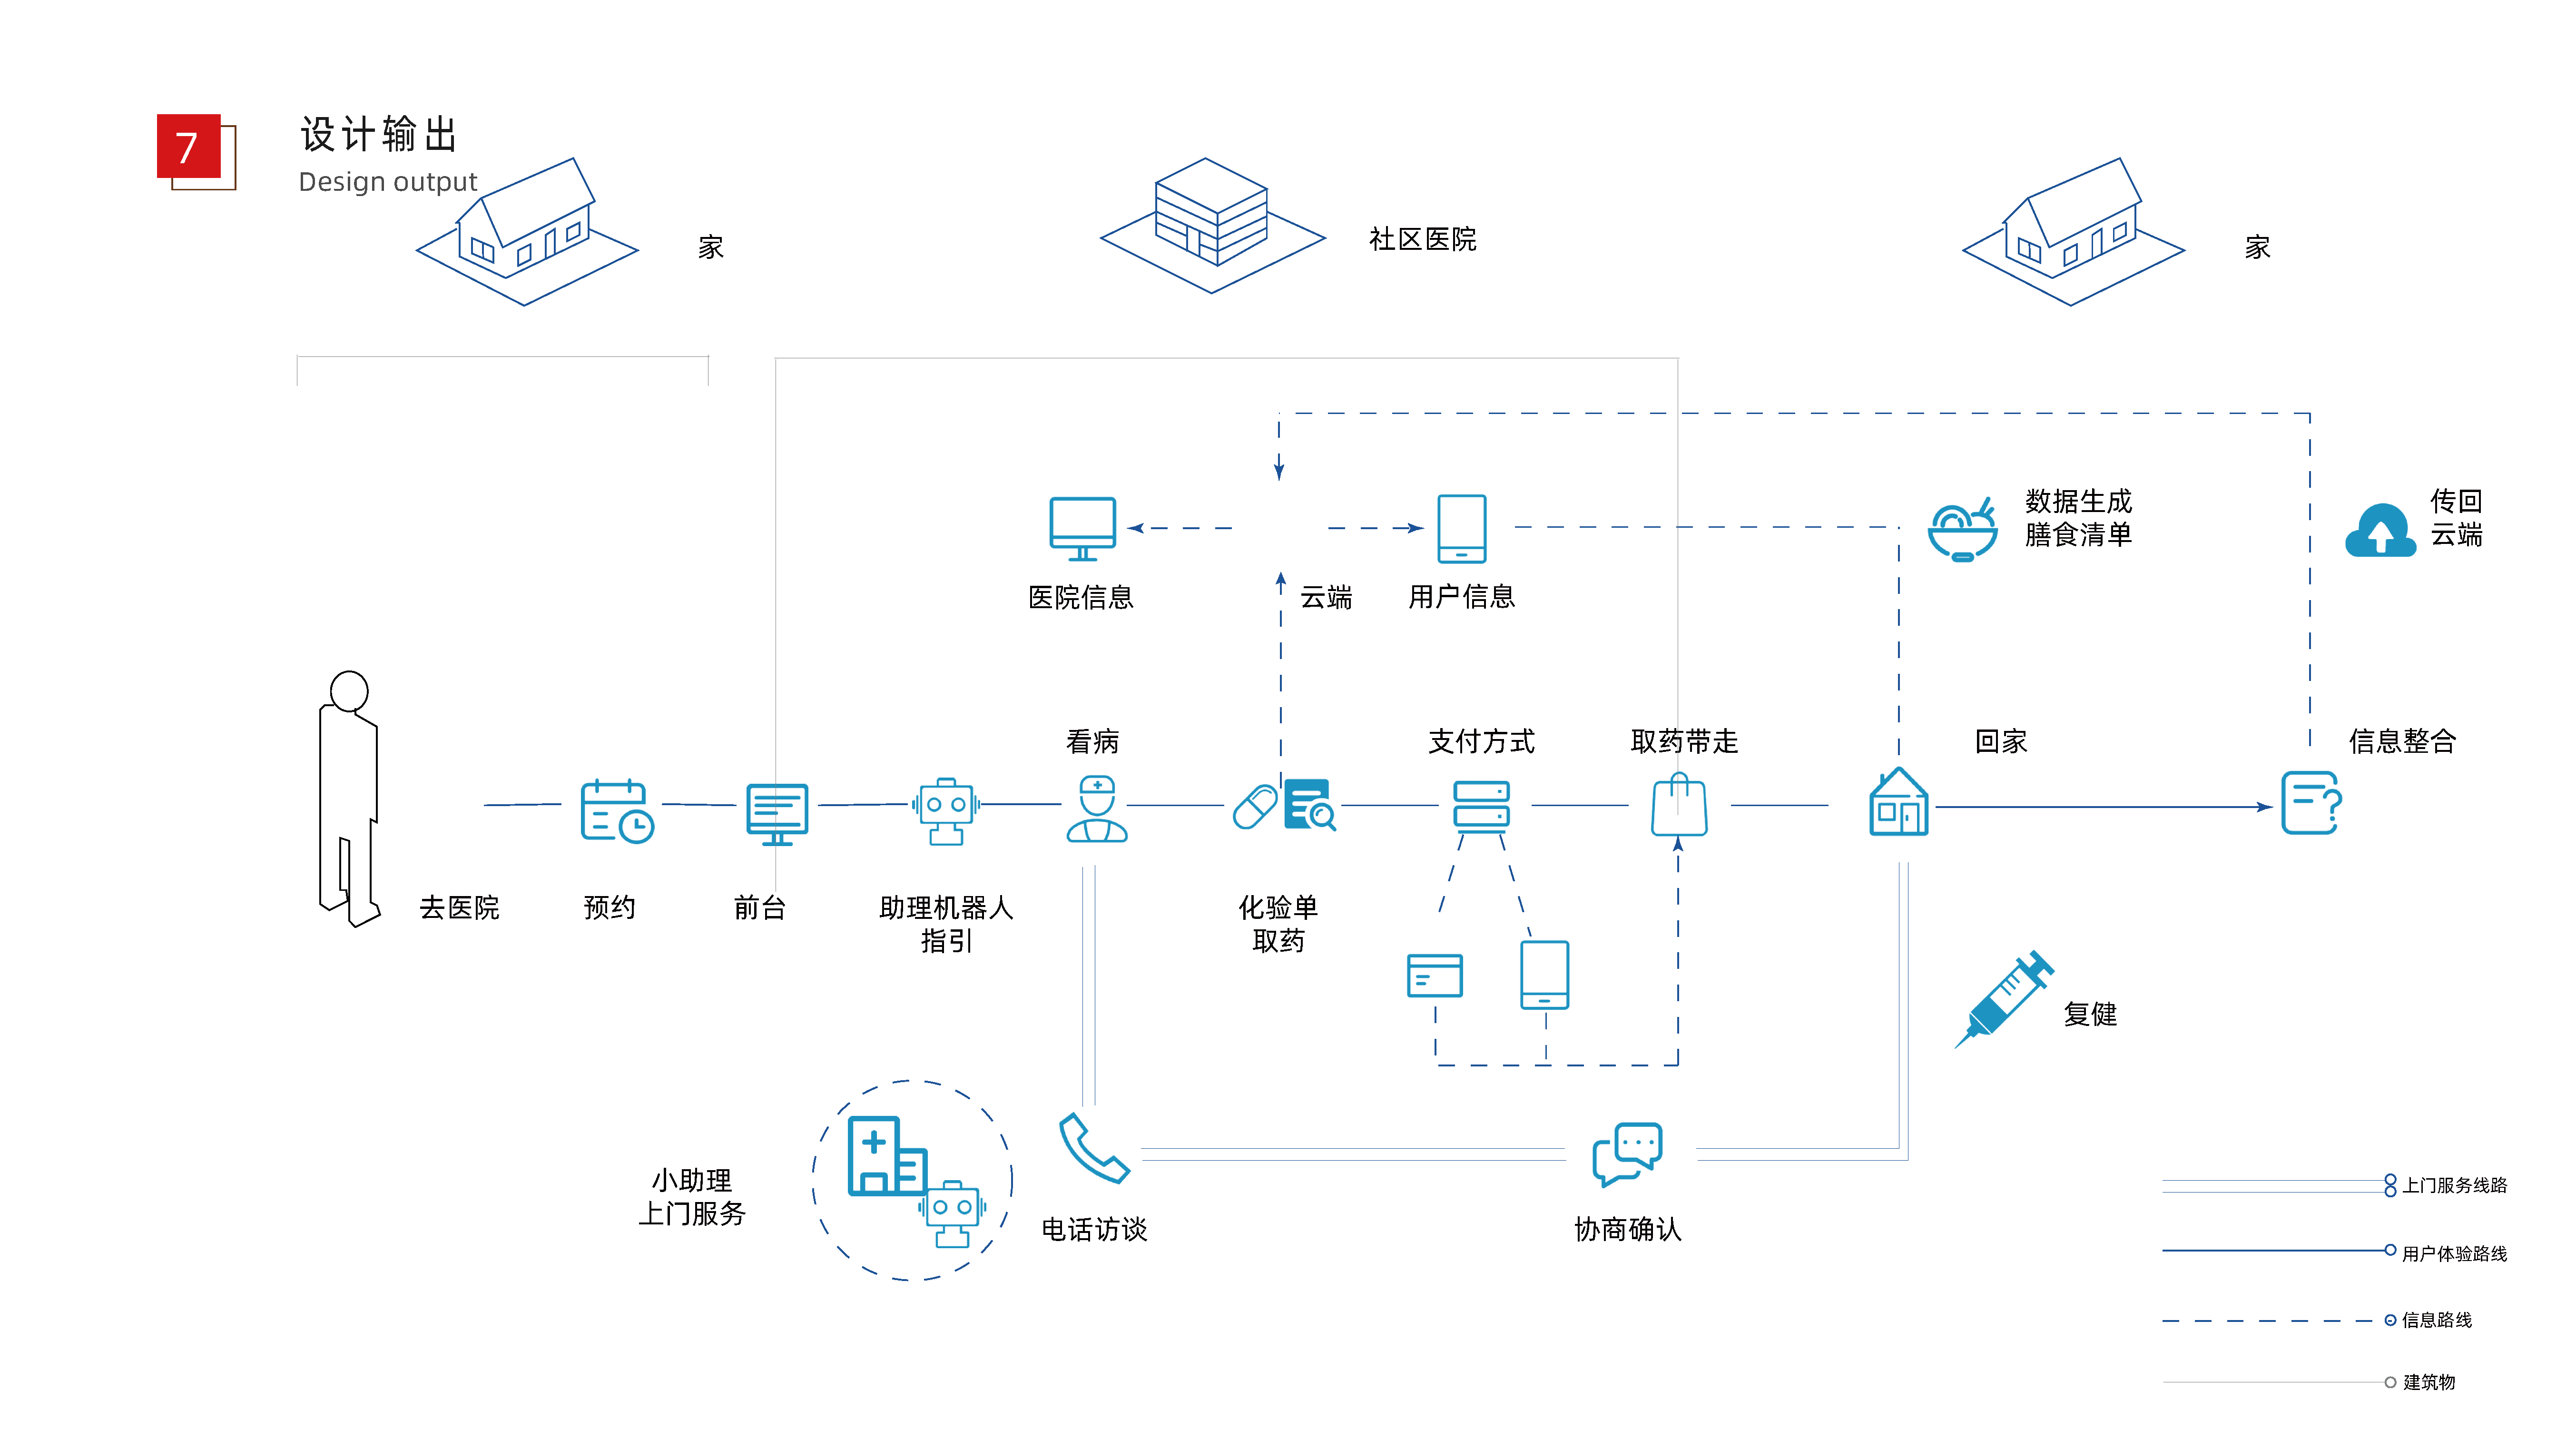 7
设计输出
Design output
家
社区医院
家
数据生成
膳食清单
传回
云端
医院信息
云端
用户信息
看病
支付方式
取药带走
回家
信息整合
去医院
预约
前台
助理机器人
指引
化验单
取药
复健
小助理
上门服务
电话访谈
协商确认
上门服务线路
用户体验路线
信息路线
建筑物